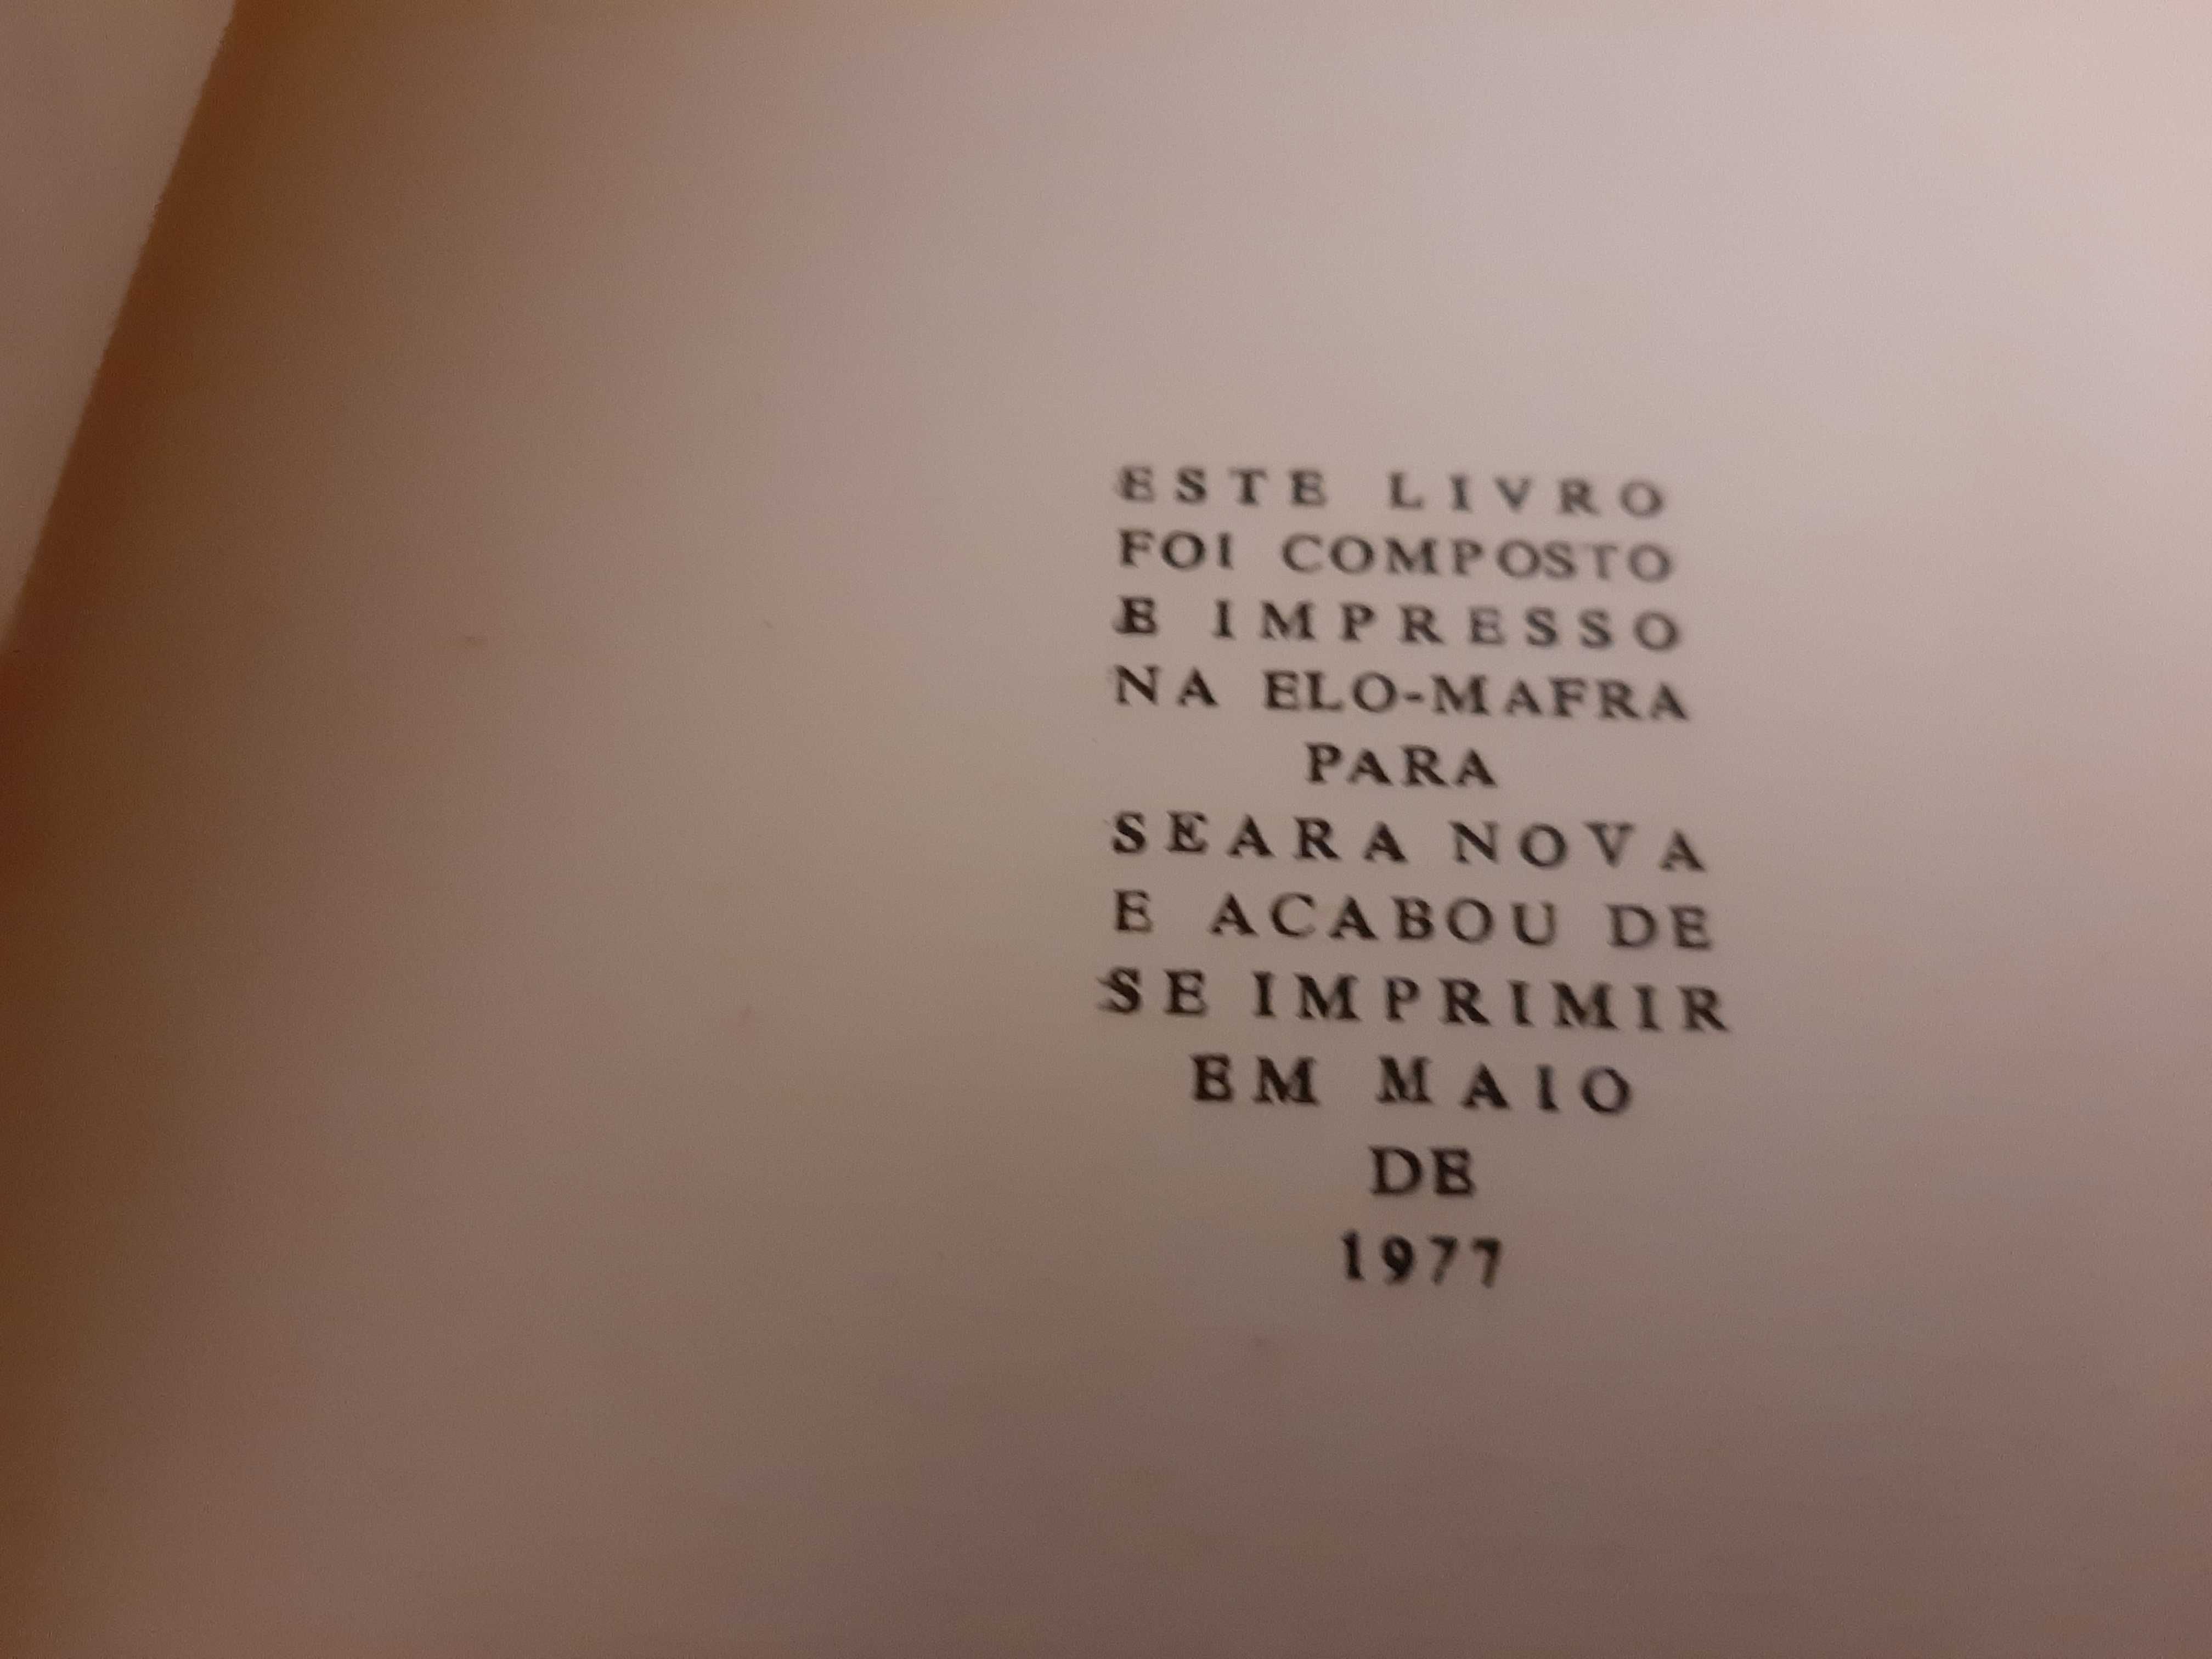 ESTE LIVRO
FOI COMPOSTO
E IMPRESSO
NA ELO-MAFRA
PARA
SEARA NOVA
E ACABOU DE
SE IMPRIMIR
EM MAIO
DE
1977